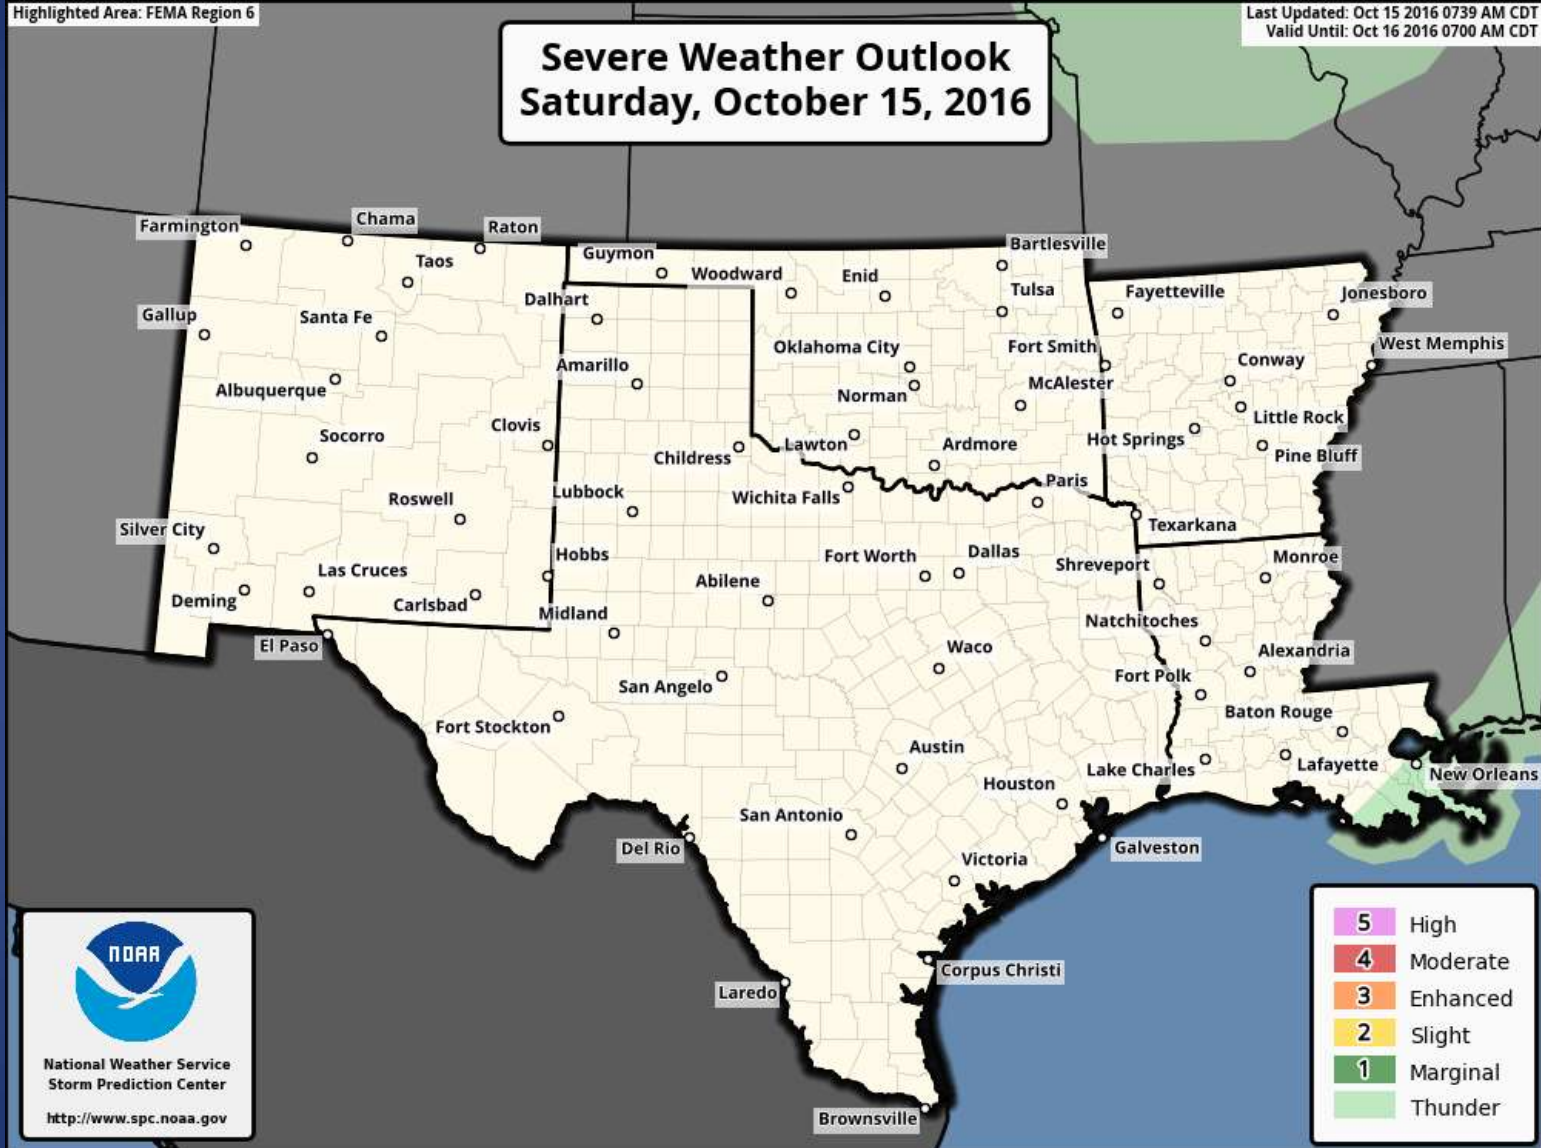 Highlighted Area: FEMA Region 6
Last Updated: Oct 15 2016 0739 AM CDT
Valid Until: Oct 16 2016 0700 AM CDT
Severe Weather Outlook
Saturday, October 15, 2016
Farmington
Chama
Raton
Taos
Guymon
Woodward
Enid
Bartlesville
Tulsa
Fayetteville
Jonesboro
Gallup
Santa Fe
Dalhart
Oklahoma City
Fort Smith
West Memphis
Albuquerque
Amarillo
Norman
McAlester
Conway
Little Rock
Socorro
Clovis
Childress
Lawton
Ardmore
Hot Springs
Pine Bluff
Roswell
Lubbock
Wichita Falls
Paris
Texarkana
Silver City
Las Cruces
Hobbs
Abilene
Fort Worth
Dallas
Shreveport
Monroe
Deming
Carlsbad
Midland
Natchitoches
El Paso
San Angelo
Waco
Fort Polk
Alexandria
Fort Stockton
Austin
Baton Rouge
Houston
Lake Charles
Lafayette
New Orleans
San Antonio
Del Rio
Victoria
Galveston
Corpus Christi
Laredo
Brownsville
NOAA
National Weather Service
Storm Prediction Center
http://www.spc.noaa.gov
5 High
4 Moderate
3 Enhanced
2 Slight
1 Marginal
Thunder